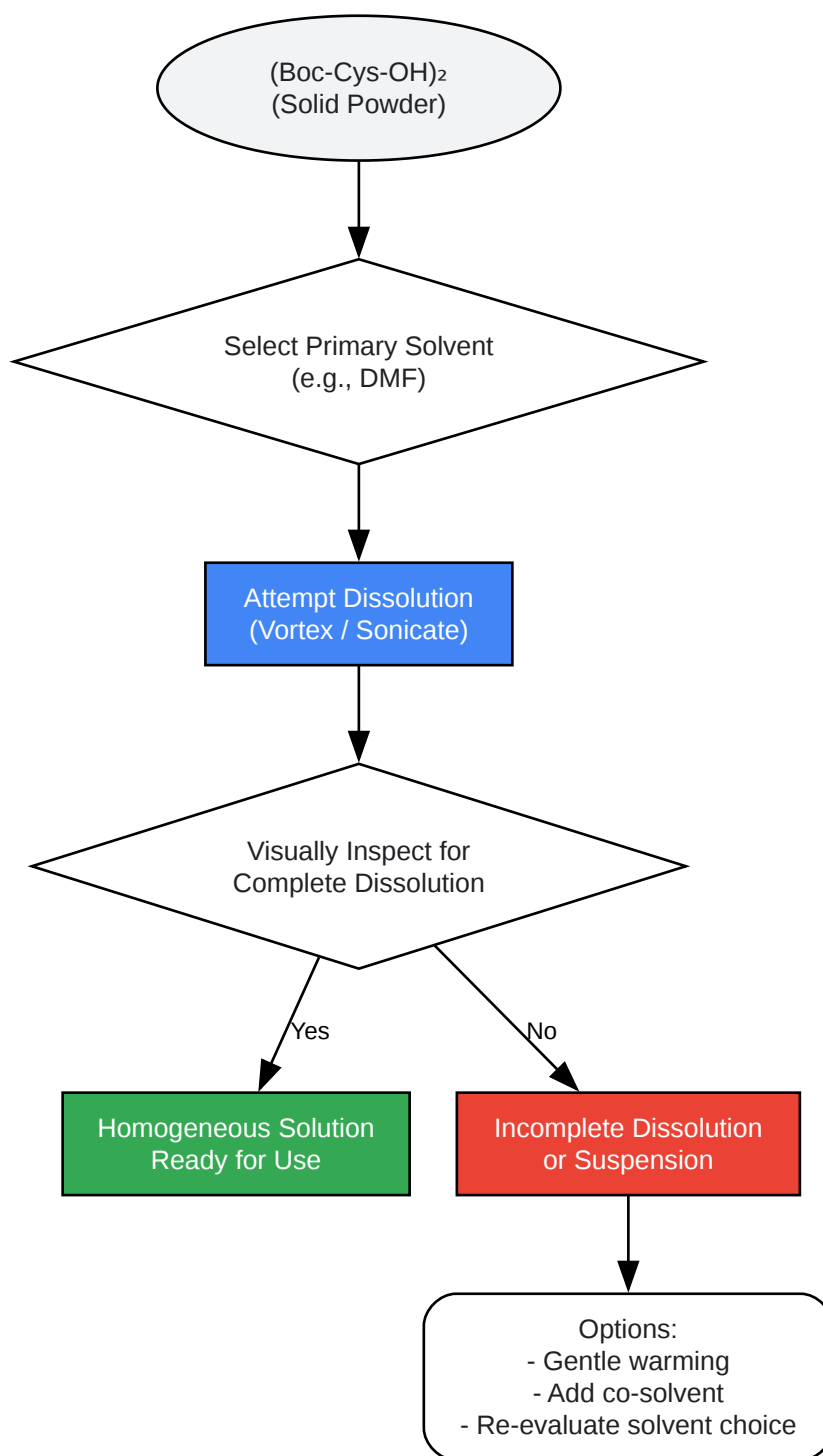 (Boc-Cys-OH)₂
(Solid Powder)
Select Primary Solvent
(e.g., DMF)
Attempt Dissolution
(Vortex / Sonicate)
Visually Inspect for
Complete Dissolution
Yes
No
Homogeneous Solution
Ready for Use
Incomplete Dissolution
or Suspension
Options:
- Gentle warming
- Add co-solvent
- Re-evaluate solvent choice